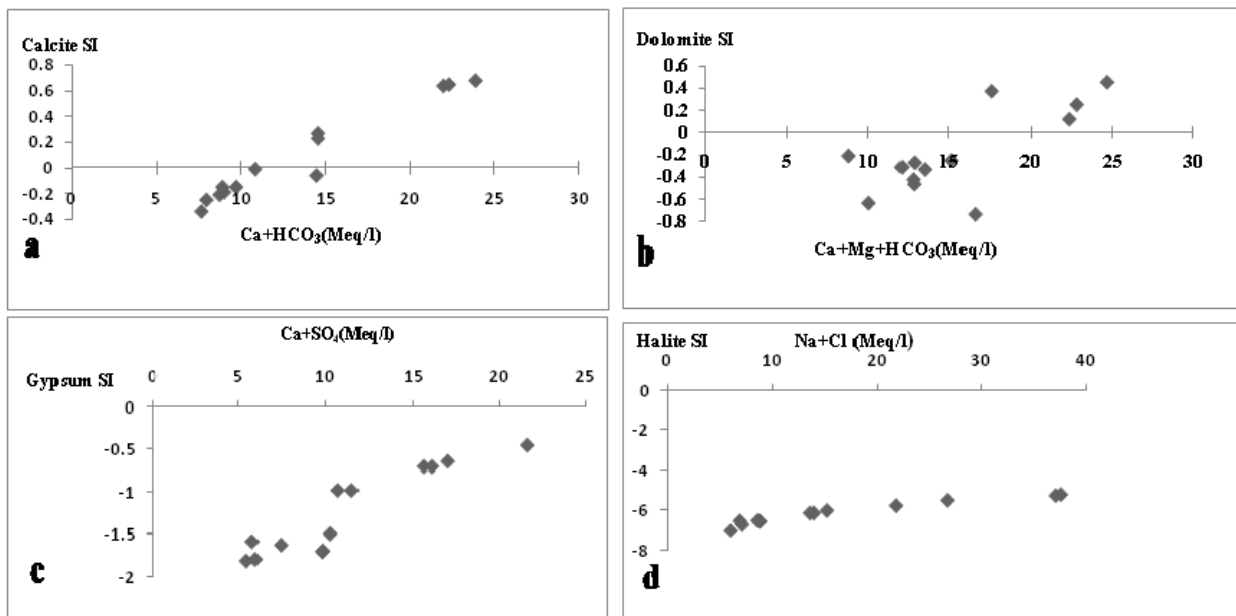 Calcite SI
0.8
0.6
0.4
0.2
0
-0.2
-0.4
0 5 10 15 20 25 30
Ca+HCO₃(Meq/l)
a
Dolomite SI
0.6
0.4
0.2
0
-0.2
-0.4
-0.6
-0.8
0 5 10 15 20 25 30
Ca+Mg+HCO₃(Meq/l)
b
Ca+SO₄(Meq/l)
Gypsum SI
0 5 10 15 20 25
0
-0.5
-1
-1.5
-2
c
Halite SI
Na+Cl (Meq/l)
0 10 20 30 40
0
-2
-4
-6
-8
d